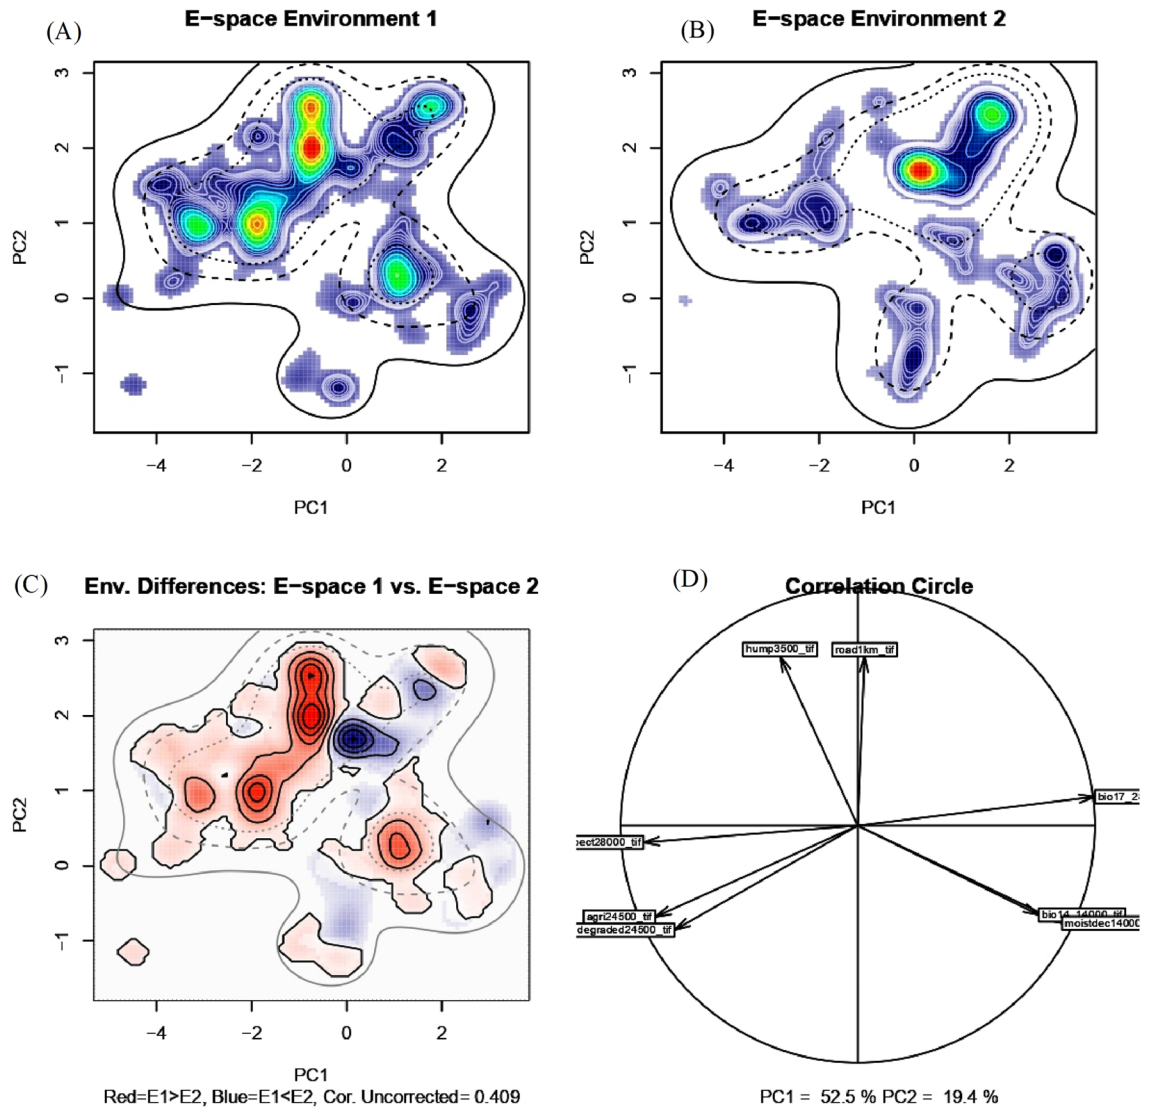 (A)
E-space Environment 1
3
2
1
0
−1
PC2
−4
−2
0
2
PC1
(B)
E-space Environment 2
3
2
1
0
−1
PC2
−4
−2
0
2
PC1
(C)
Env. Differences: E-space 1 vs. E-space 2
3
2
1
0
−1
PC2
−4
−2
0
2
PC1
Red=E1>E2, Blue=E1<E2, Cor. Uncorrected= 0.409
(D)
Correlation Circle
hump3500_tif
road1km_tif
bio17_2
pect28000_tif
agri24500_tif
degraded24500_tif
bio14_14000_tif
moistdec14000
PC1 = 52.5 % PC2 = 19.4 %